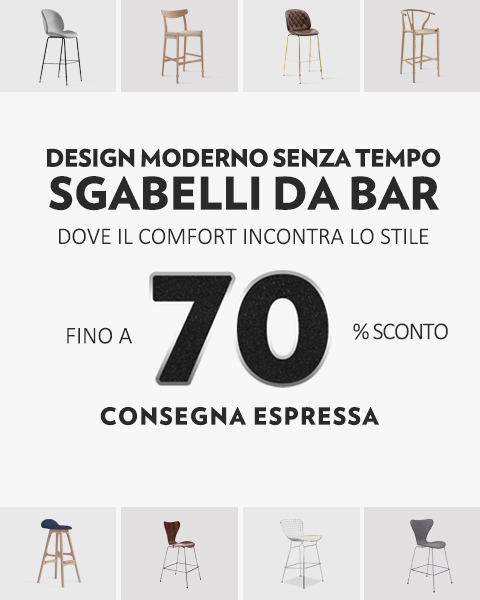 DESIGN MODERNO SENZA TEMPO
SGABELLI DA BAR
DOVE IL COMFORT INCONTRA LO STILE
FINO A 70 % SCONTO
CONSEGNA ESPRESSA